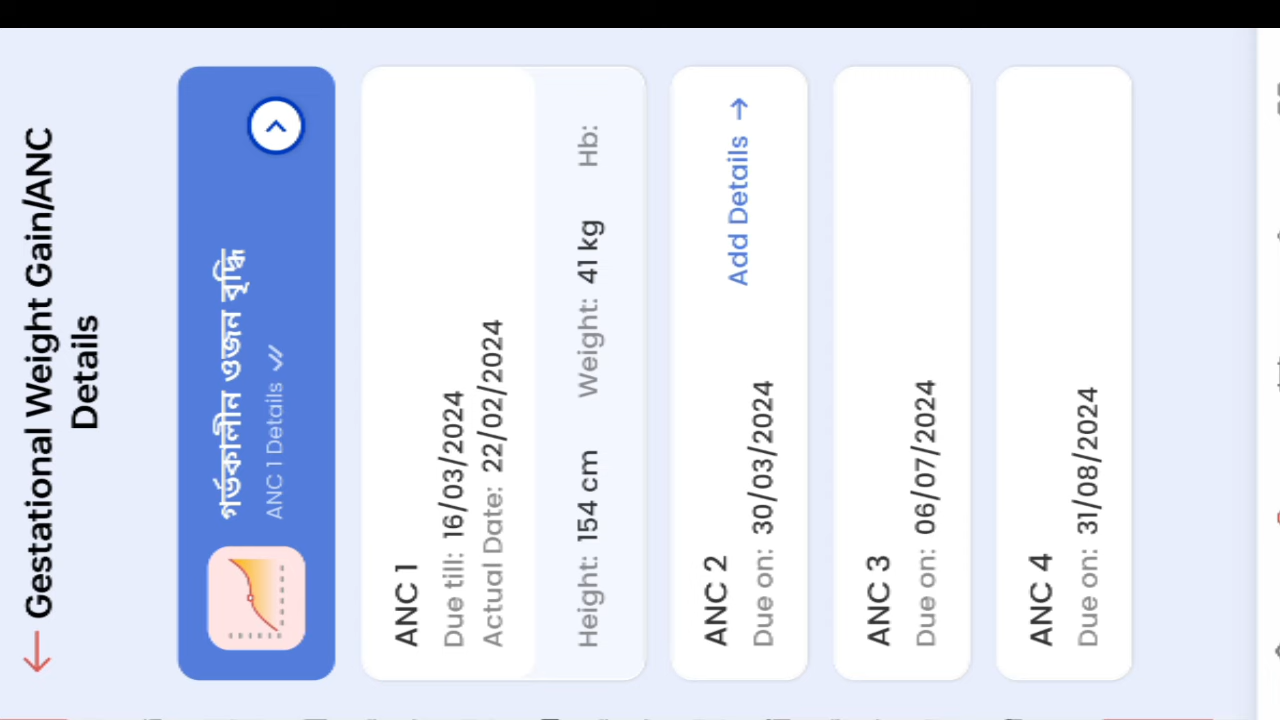 ← Gestational Weight Gain/ANC
Details
গর্ভকালীন ওজন বৃদ্ধি
ANC 1 Details
ANC 1
Due till: 16/03/2024
Actual Date: 22/02/2024
Height: 154 cm Weight: 41 kg Hb:
ANC 2
Due on: 30/03/2024
Add Details →
ANC 3
Due on: 06/07/2024
ANC 4
Due on: 31/08/2024